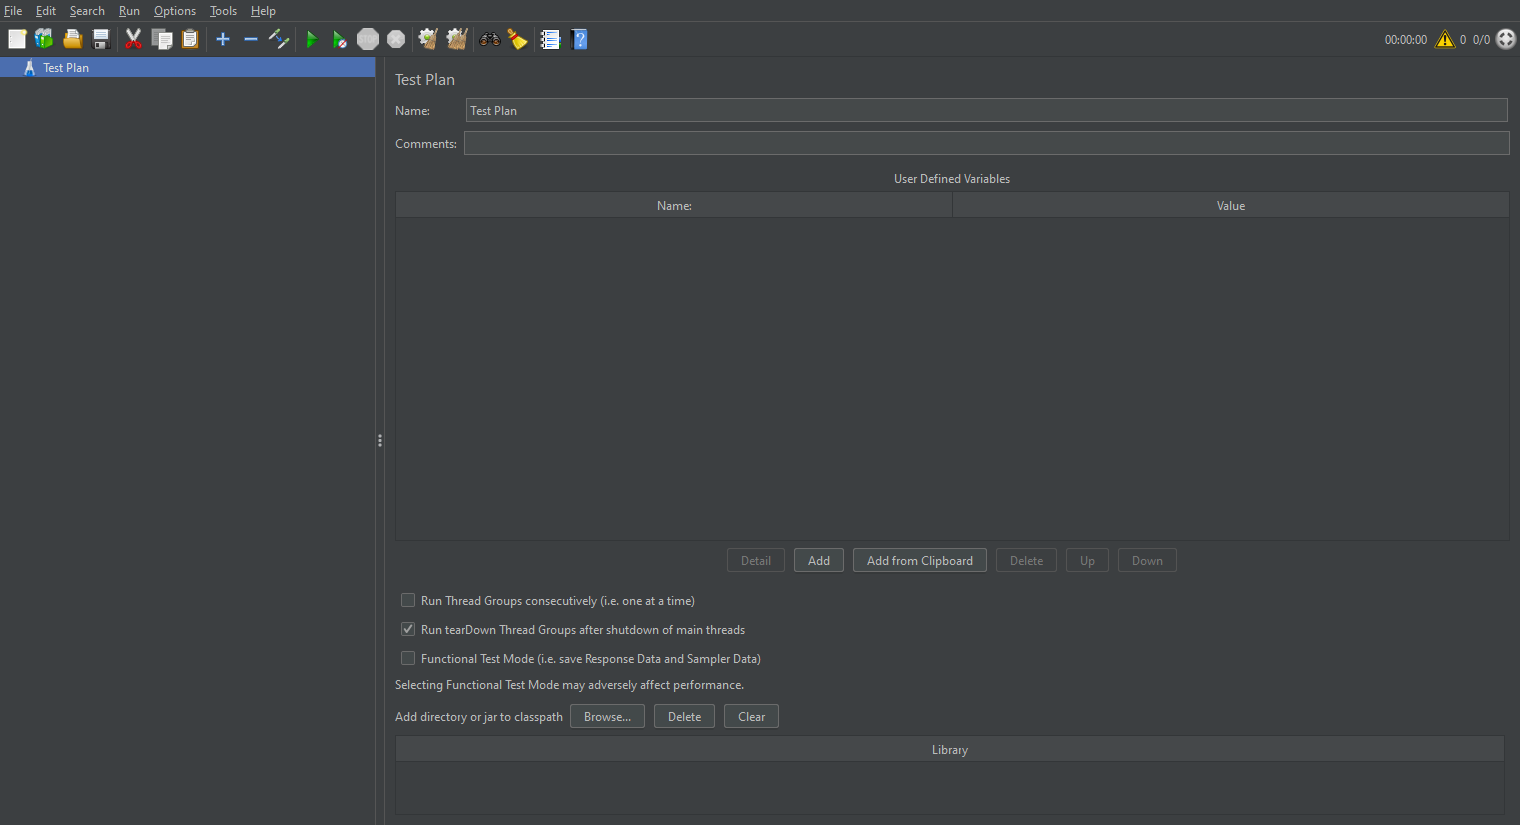 File Edit Search Run Options Tools Help
00:00:00 0 0/0
Test Plan
Test Plan
Name: Test Plan
Comments:
User Defined Variables
Name: Value
Detail Add Add from Clipboard Delete Up Down
Run Thread Groups consecutively (i.e. one at a time)
Run tearDown Thread Groups after shutdown of main threads
Functional Test Mode (i.e. save Response Data and Sampler Data)
Selecting Functional Test Mode may adversely affect performance.
Add directory or jar to classpath Browse... Delete Clear
Library